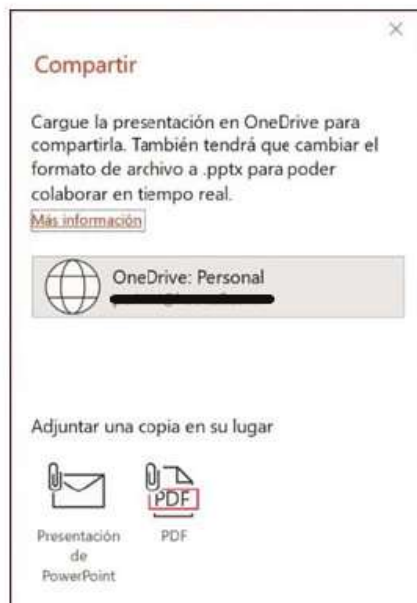 Compartir
Cargue la presentación en OneDrive para
compartirla. También tendrá que cambiar el
formato de archivo a .pptx para poder
colaborar en tiempo real.
Más información
OneDrive: Personal
Adjuntar una copia en su lugar
PDF
Presentación
de
PowerPoint
PDF